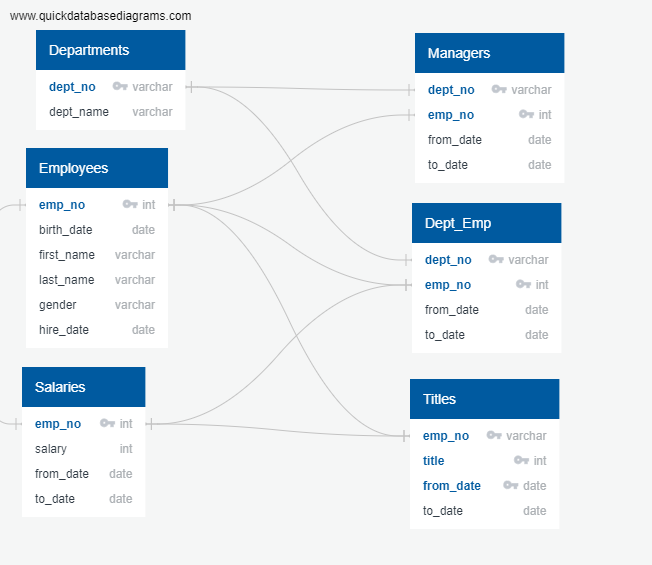 www.quickdatabasediagrams.com
Departments
dept_no varchar
dept_name varchar
Employees
emp_no int
birth_date date
first_name varchar
last_name varchar
gender varchar
hire_date date
Salaries
emp_no int
salary int
from_date date
to_date date
Managers
dept_no varchar
emp_no int
from_date date
to_date date
Dept_Emp
dept_no varchar
emp_no int
from_date date
to_date date
Titles
emp_no varchar
title int
from_date date
to_date date